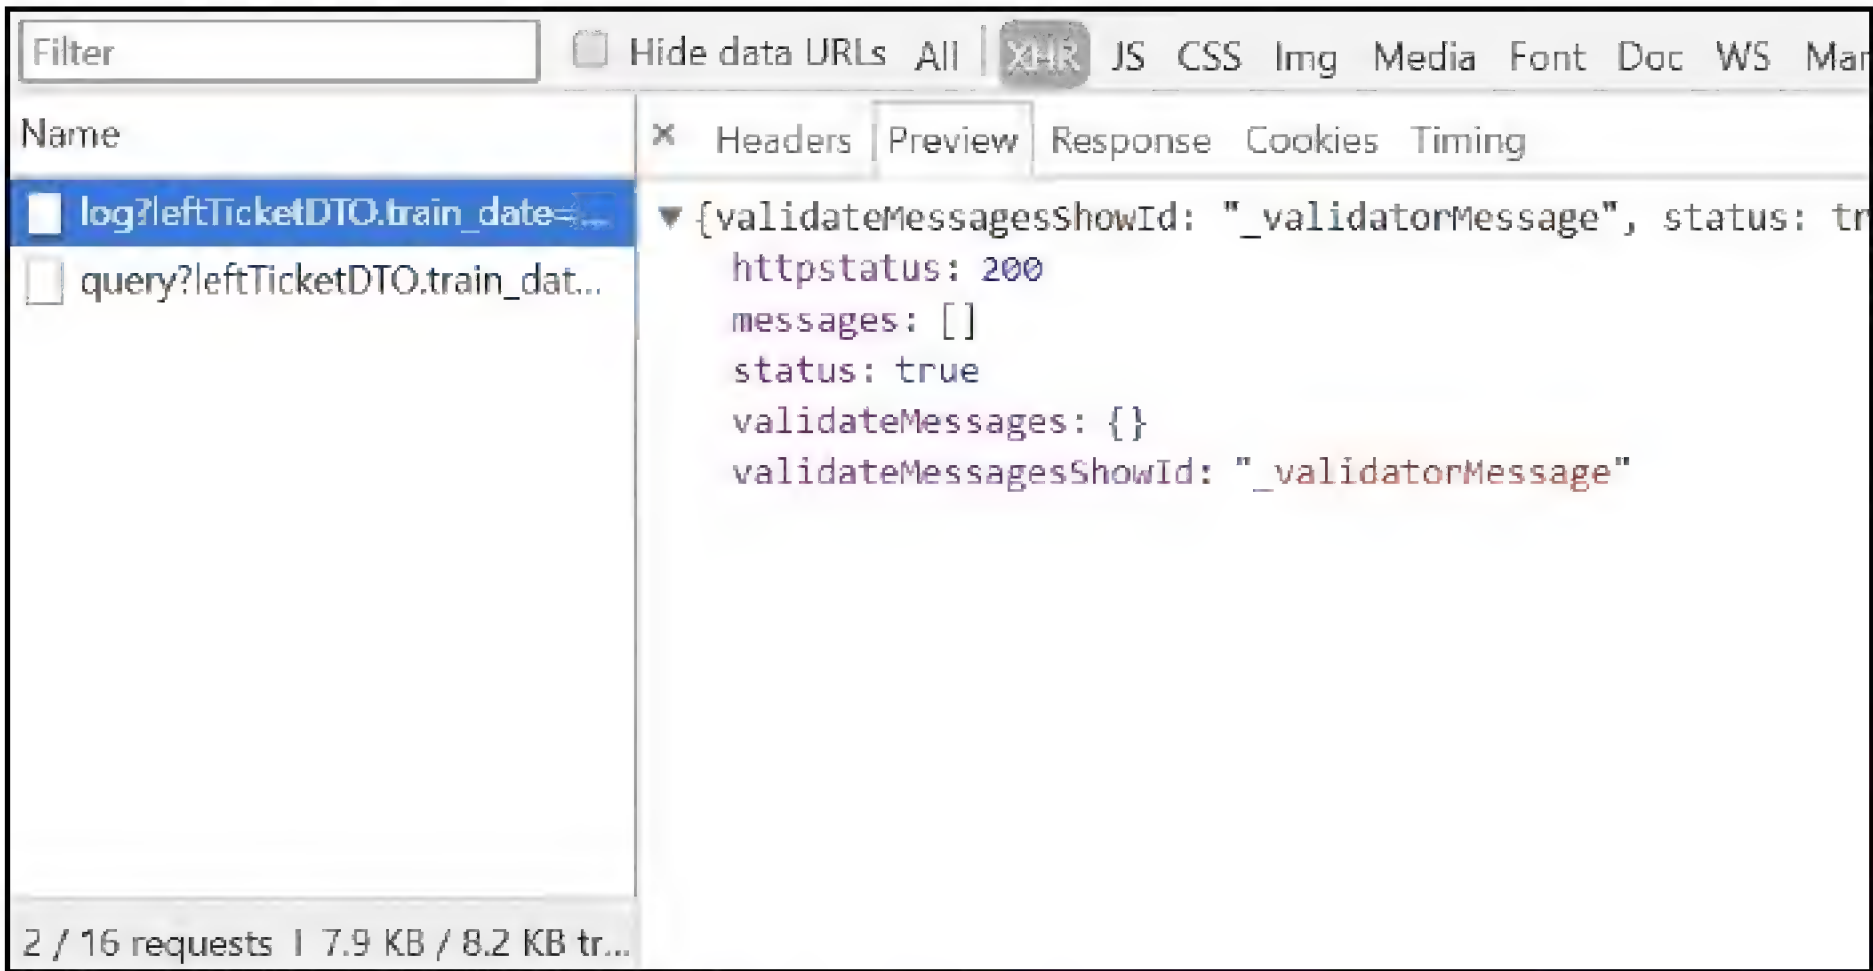 Filter Hide data URLs All XHR JS CSS Img Media Font Doc WS Mar
Name
× Headers Preview Response Cookies Timing
log?leftTicketDTO.train_date=...
query?leftTicketDTO.train_dat...
▼ {validateMessagesShowId: "_validatorMessage", status: tr
httpstatus: 200
messages: []
status: true
validateMessages: {}
validateMessagesShowId: "_validatorMessage"
2 / 16 requests | 7.9 KB / 8.2 KB tr...